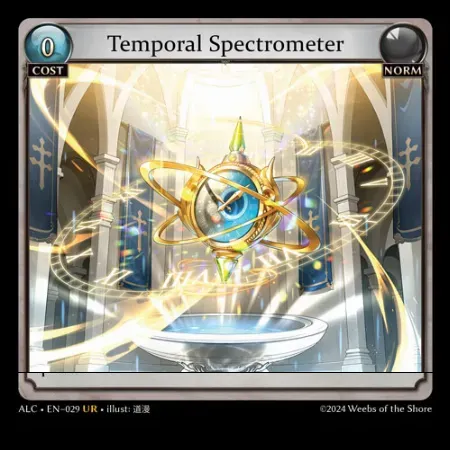 0
Temporal Spectrometer
COST
NORM
ALC • EN–029 UR • illust: 道漫
©2024 Weebs of the Shore